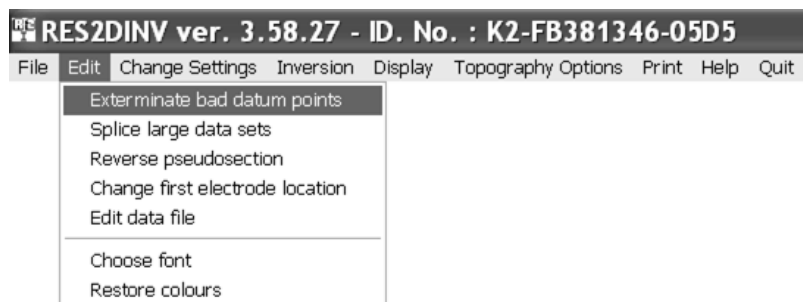 RES2DINV ver. 3.58.27 - ID. No. : K2-FB381346-05D5
File Edit Change Settings Inversion Display Topography Options Print Help Quit
Exterminate bad datum points
Splice large data sets
Reverse pseudosection
Change first electrode location
Edit data file
Choose font
Restore colours